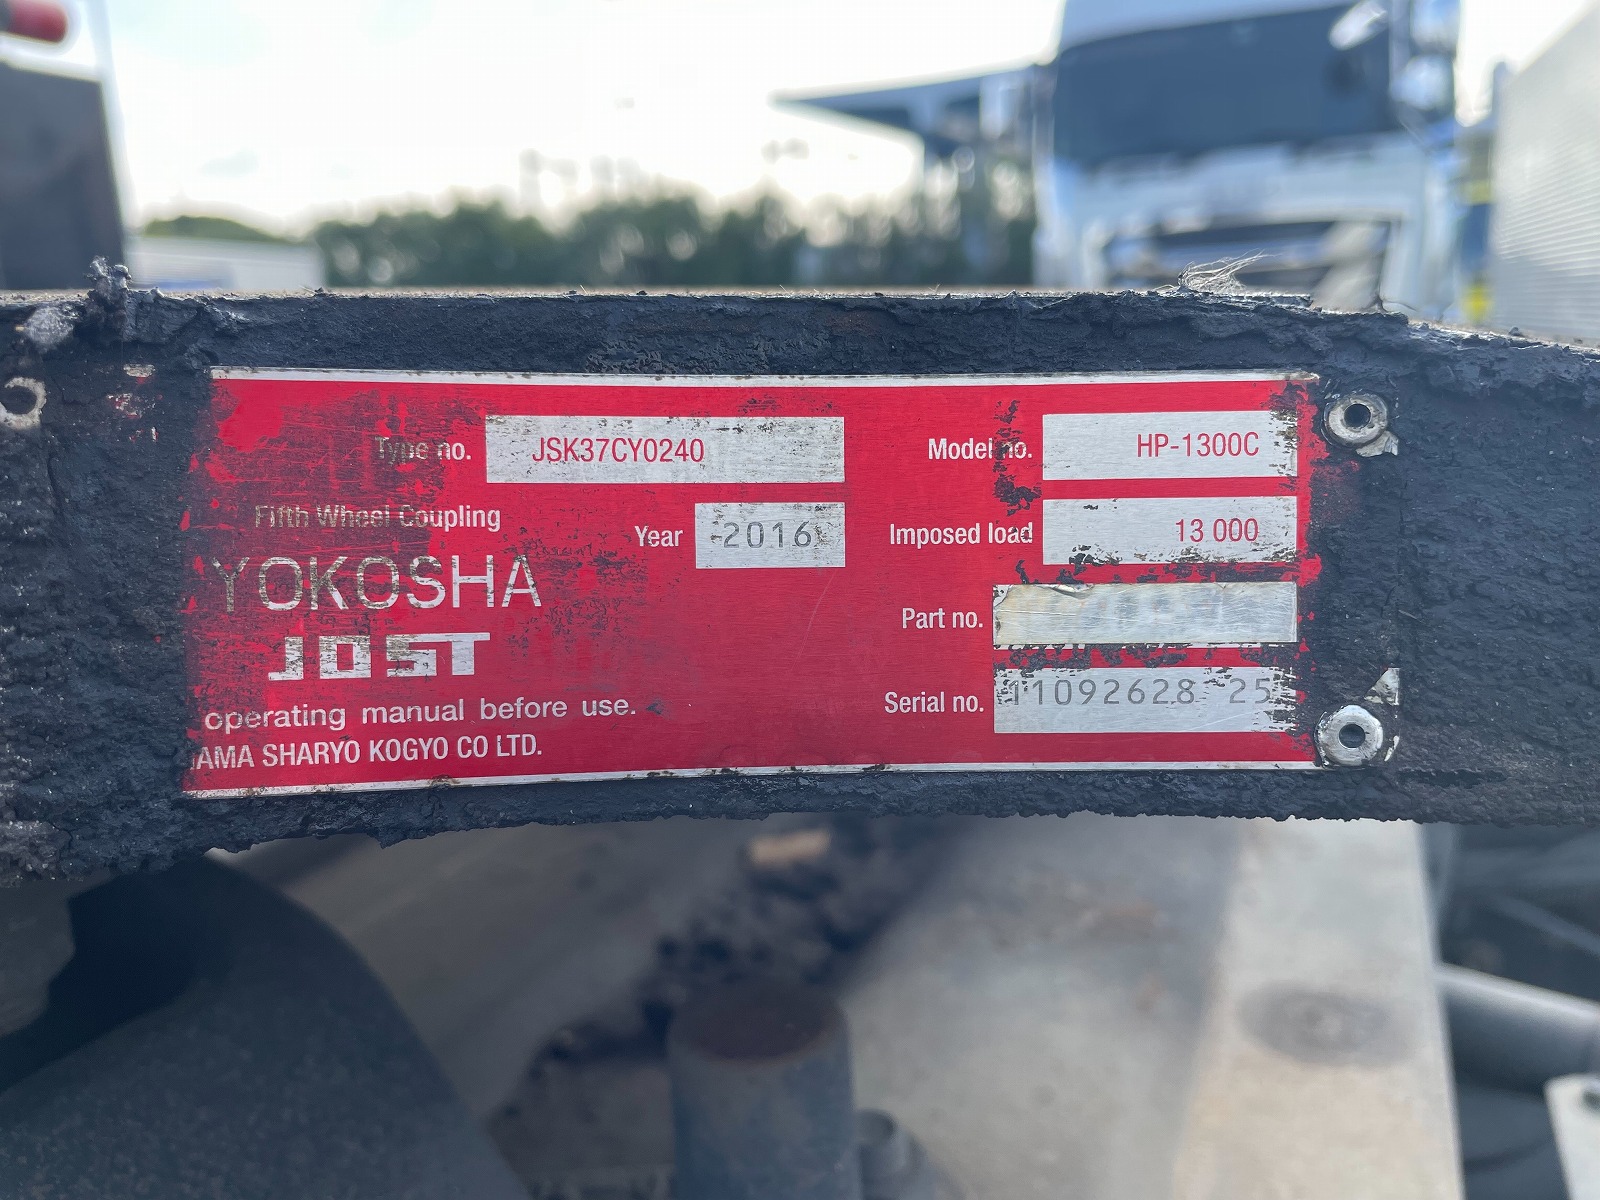 Type no. JSK37CY0240 Model no. HP-1300C
Fifth Wheel Coupling Year 2016 Imposed load 13 000
YOKOSHA
JOST
Part no.
operating manual before use. Serial no. 11092628 25
AMA SHARYO KOGYO CO LTD.